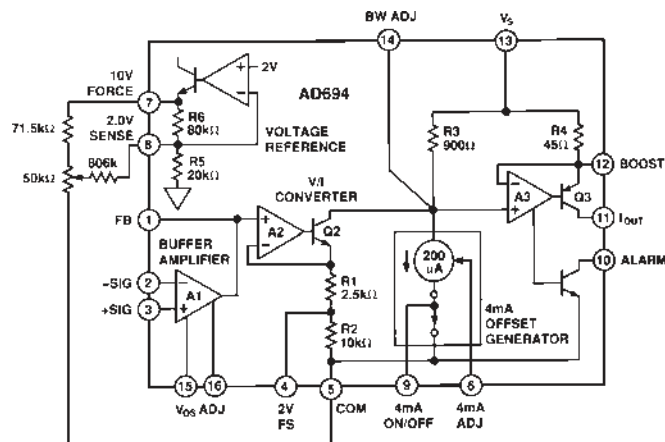 BW ADJ
14
Vs
13
10V
FORCE
7
2V
AD694
R6
80kΩ
2.0V
SENSE
8
VOLTAGE
REFERENCE
R5
20kΩ
71.5kΩ
806k
50kΩ
R3
900Ω
R4
45Ω
12
BOOST
V/I
CONVERTER
FB
1
A2
Q2
A3
Q3
11
IOUT
BUFFER
AMPLIFIER
–SIG
2
A1
+SIG
3
R1
2.5kΩ
200
μA
10
ALARM
4mA
OFFSET
GENERATOR
R2
10kΩ
15
16
4
5
9
6
VOS ADJ
2V
FS
COM
4mA
ON/OFF
4mA
ADJ